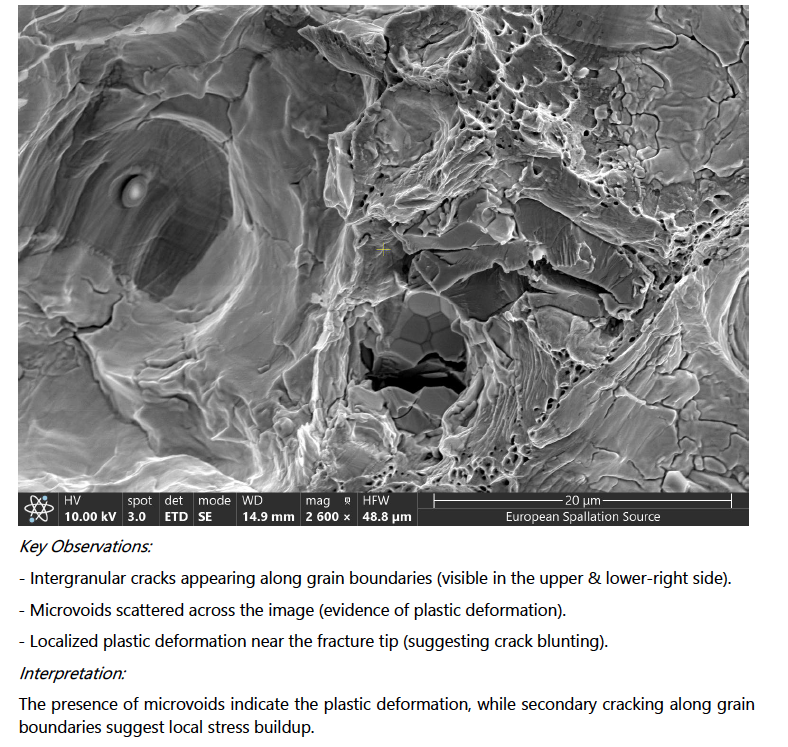 HV spot det mode WD mag HFW 20 µm
10.00 kV 3.0 ETD SE 14.9 mm 2 600 × 48.8 µm European Spallation Source
Key Observations:
- Intergranular cracks appearing along grain boundaries (visible in the upper & lower-right side).
- Microvoids scattered across the image (evidence of plastic deformation).
- Localized plastic deformation near the fracture tip (suggesting crack blunting).
Interpretation:
The presence of microvoids indicate the plastic deformation, while secondary cracking along grain
boundaries suggest local stress buildup.